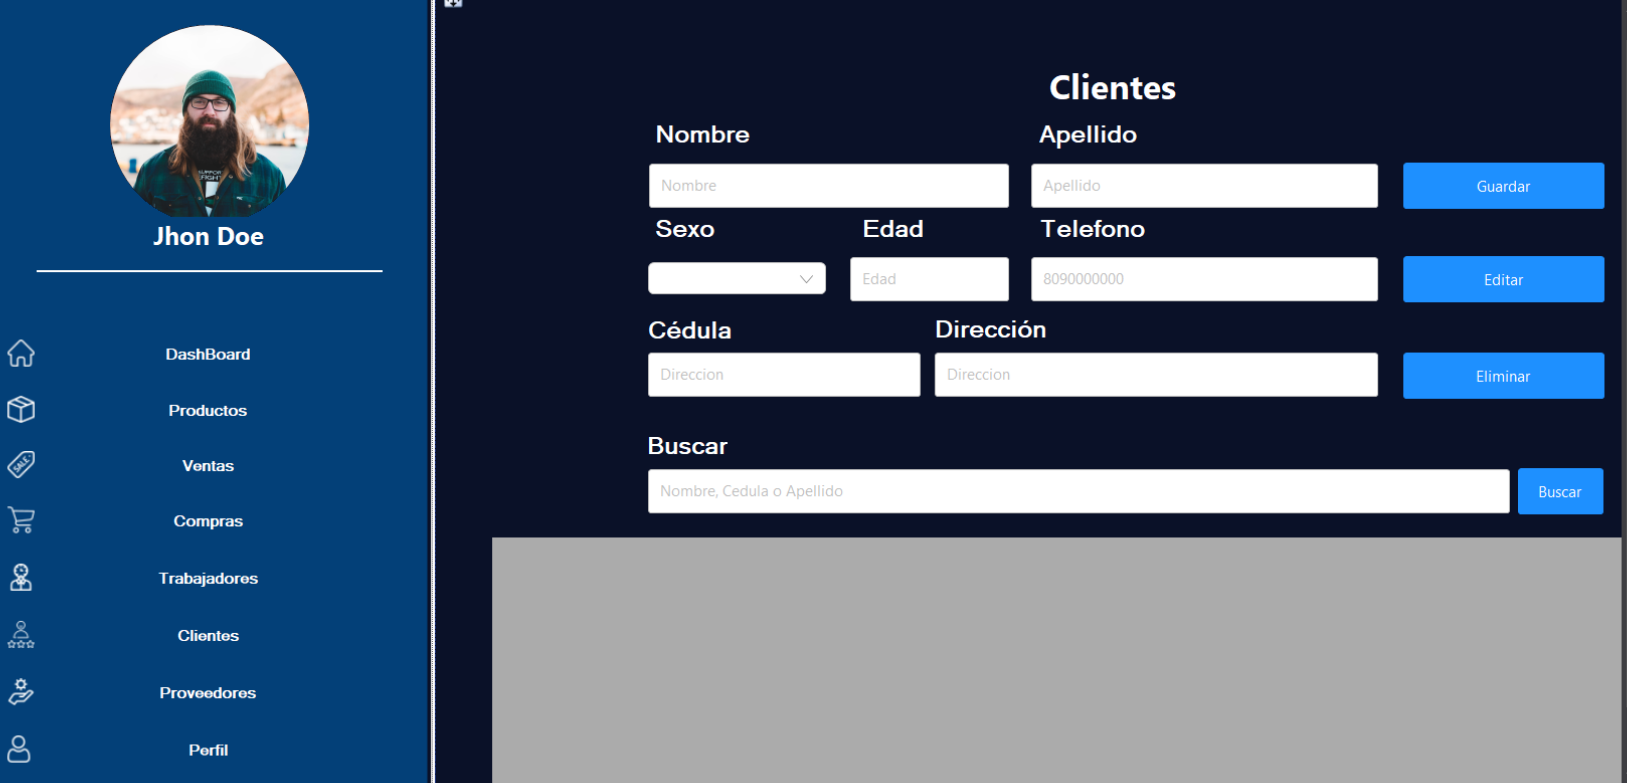 Jhon Doe
DashBoard
Productos
SALE
Ventas
Compras
Trabajadores
Clientes
Proveedores
Perfil
Clientes
Nombre Apellido
Nombre Apellido Guardar
Sexo Edad Telefono
Edad 8090000000 Editar
Cédula Dirección
Direccion Direccion Eliminar
Buscar
Nombre, Cedula o Apellido Buscar